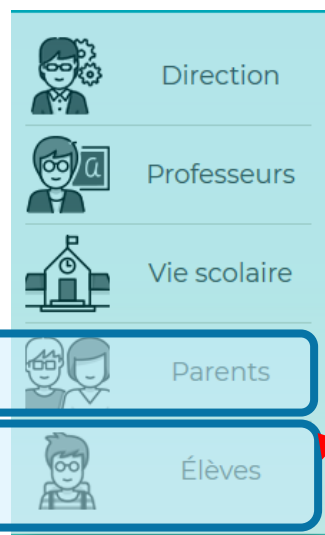 Direction
a
Professeurs
Vie scolaire
Parents
Élèves